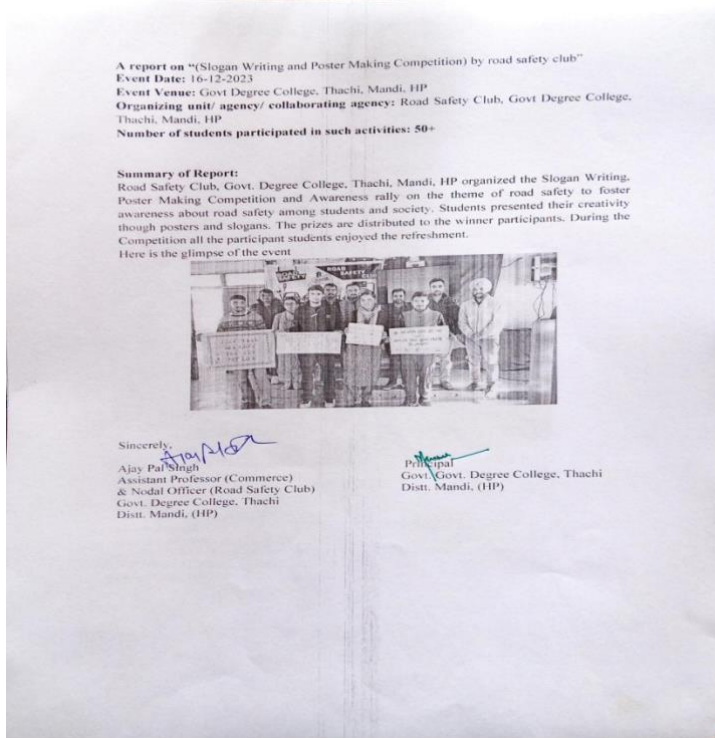 A report on “(Slogan Writing and Poster Making Competition) by road safety club”
Event Date: 16-12-2023
Event Venue: Govt Degree College, Thachi, Mandi, HP
Organizing unit/ agency/ collaborating agency: Road Safety Club, Govt Degree College,
Thachi, Mandi, HP
Number of students participated in such activities: 50+
Summary of Report:
Road Safety Club, Govt. Degree College, Thachi, Mandi, HP organized the Slogan Writing,
Poster Making Competition and Awareness rally on the theme of road safety to foster
awareness about road safety among students and society. Students presented their creativity
though posters and slogans. The prizes are distributed to the winner participants. During the
Competition all the participant students enjoyed the refreshment.
Here is the glimpse of the event
ROAD SAFETY
ROAD
SAFETY
Sincerely,
Ajay Pal Singh
Assistant Professor (Commerce)
& Nodal Officer (Road Safety Club)
Govt. Degree College, Thachi
Distt. Mandi, (HP)
Principal
Govt. Govt. Degree College, Thachi
Distt. Mandi, (HP)